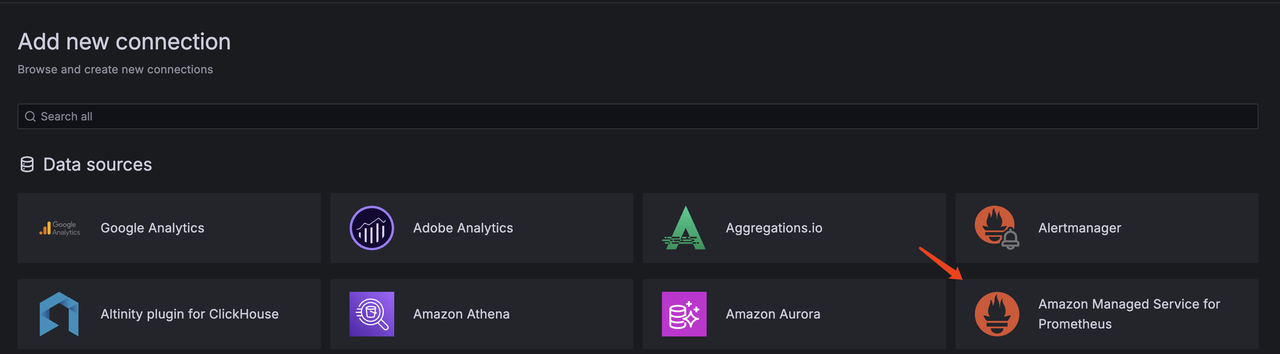 Add new connection
Browse and create new connections
Search all
Data sources
Google
Analytics
Google Analytics
Adobe Analytics
Aggregations.io
Alertmanager
Altinity plugin for ClickHouse
Amazon Athena
Amazon Aurora
Amazon Managed Service for
Prometheus